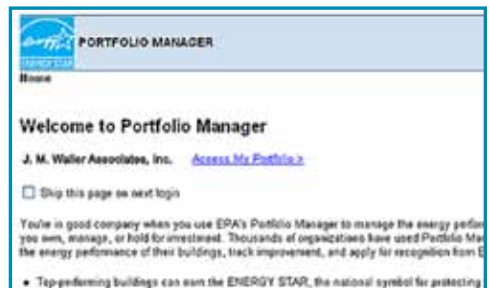 PORTFOLIO MANAGER
ENERGY STAR
Home
Welcome to Portfolio Manager
J. M. Waller Associates, Inc. Access My Portfolio >
Skip this page on next login
You're in good company when you use EPA's Portfolio Manager to manage the energy
you own, manage, or hold for investment. Thousands of organizations have used Portfolio
the energy performance of their buildings, track improvement, and apply for recognition from E
• Top-performing buildings can earn the ENERGY STAR, the national symbol for protecting